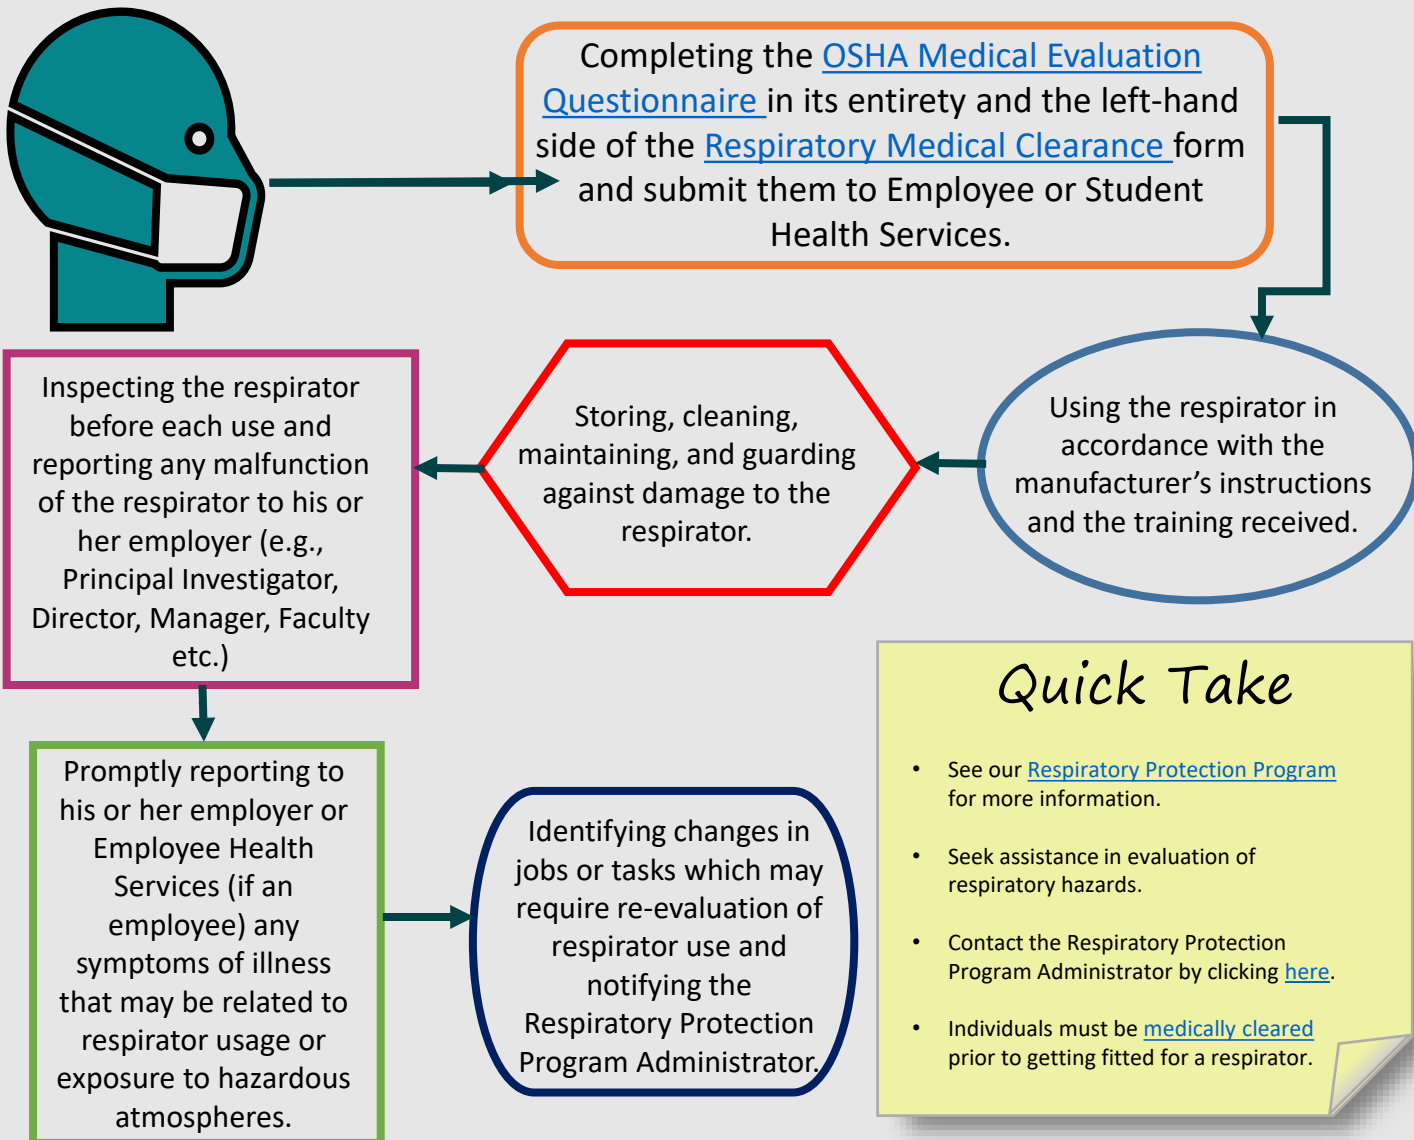 Completing the OSHA Medical Evaluation
Questionnaire in its entirety and the left-hand
side of the Respiratory Medical Clearance form
and submit them to Employee or Student
Health Services.
Using the respirator in
accordance with the
manufacturer’s instructions
and the training received.
Storing, cleaning,
maintaining, and guarding
against damage to the
respirator.
Inspecting the respirator
before each use and
reporting any malfunction
of the respirator to his or
her employer (e.g.,
Principal Investigator,
Director, Manager, Faculty
etc.)
Promptly reporting to
his or her employer or
Employee Health
Services (if an
employee) any
symptoms of illness
that may be related to
respirator usage or
exposure to hazardous
atmospheres.
Identifying changes in
jobs or tasks which may
require re-evaluation of
respirator use and
notifying the
Respiratory Protection
Program Administrator.
Quick Take
• See our Respiratory Protection Program
for more information.
• Seek assistance in evaluation of
respiratory hazards.
• Contact the Respiratory Protection
Program Administrator by clicking here.
• Individuals must be medically cleared
prior to getting fitted for a respirator.